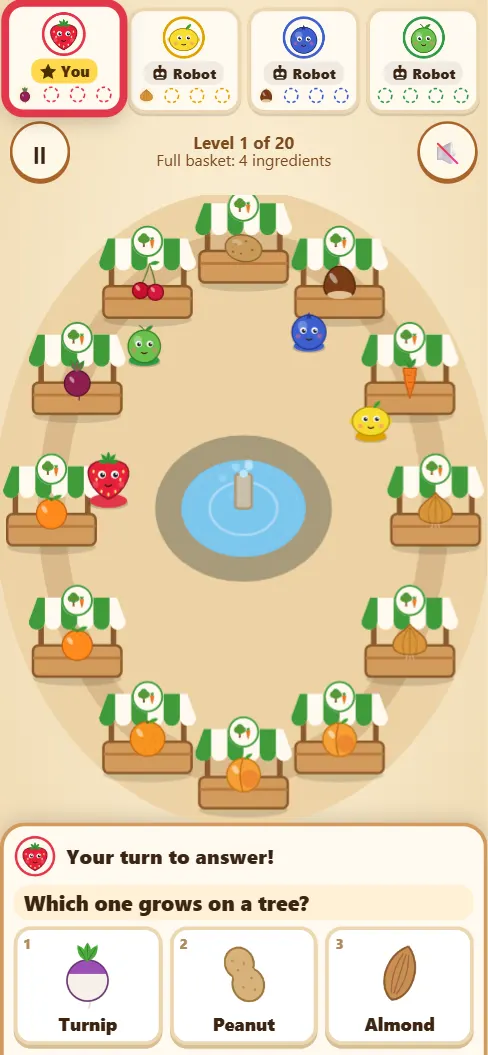 ★ You
Robot
Robot
Robot
Level 1 of 20
Full basket: 4 ingredients
Your turn to answer!
Which one grows on a tree?
1
2
3
Turnip
Peanut
Almond